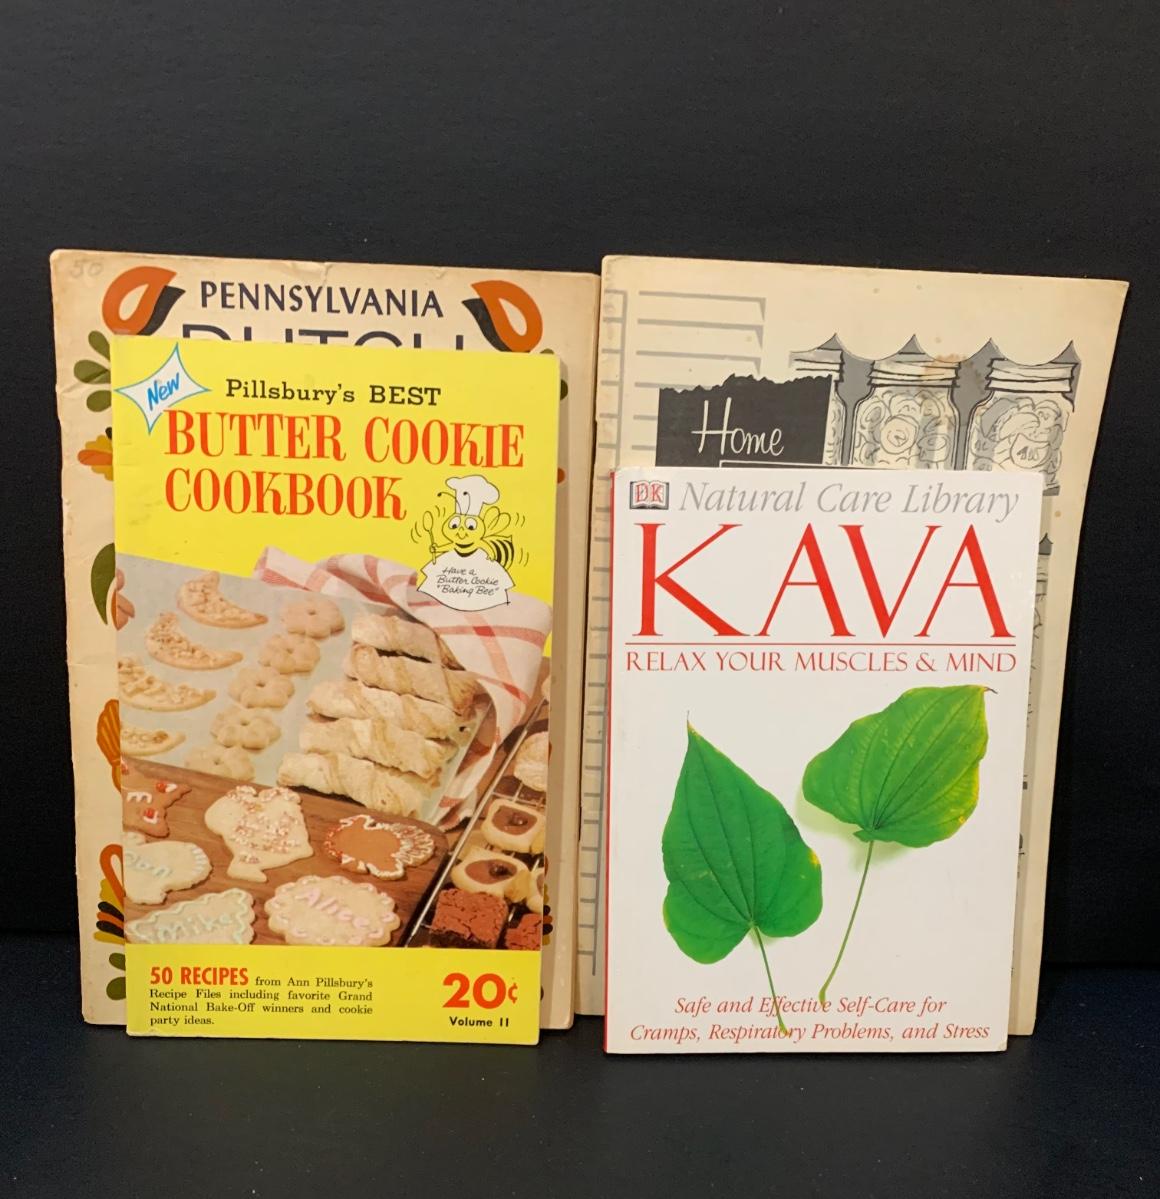 50
PENNSYLVANIA
DUTCH
New
Pillsbury's BEST
BUTTER COOKIE
COOKBOOK
Have a
Butter Cookie
"Baking Bee"
Mike
Alice
50 RECIPES from Ann Pillsbury's
Recipe Files including favorite Grand
National Bake-Off winners and cookie
party ideas.
20¢
Volume II
Home
DK Natural Care Library
KAVA
RELAX YOUR MUSCLES & MIND
Safe and Effective Self-Care for
Cramps, Respiratory Problems, and Stress